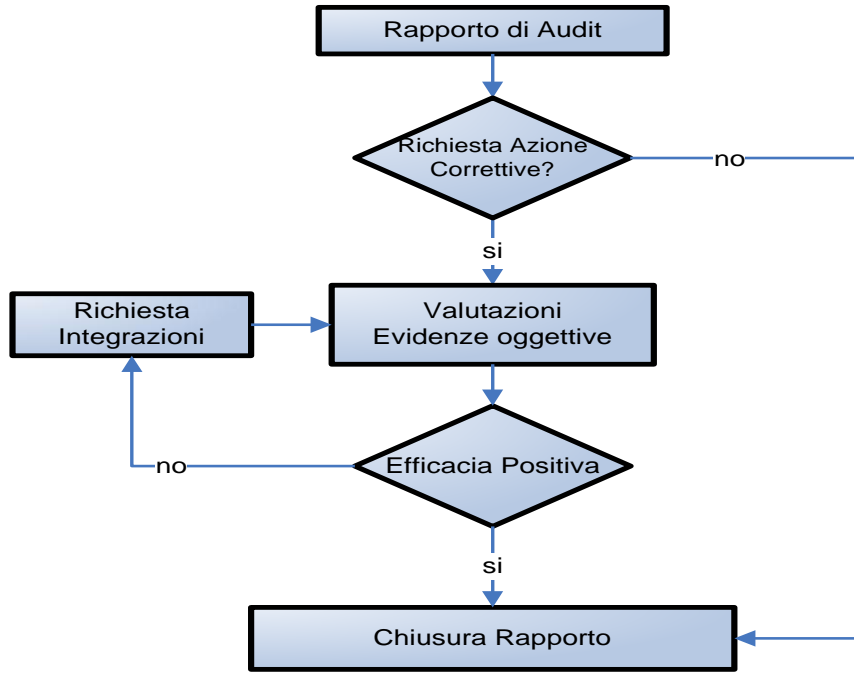 Rapporto di Audit
Richiesta Azione
Correttive?
no
si
Richiesta
Integrazioni
Valutazioni
Evidenze oggettive
Efficacia Positiva
no
si
Chiusura Rapporto